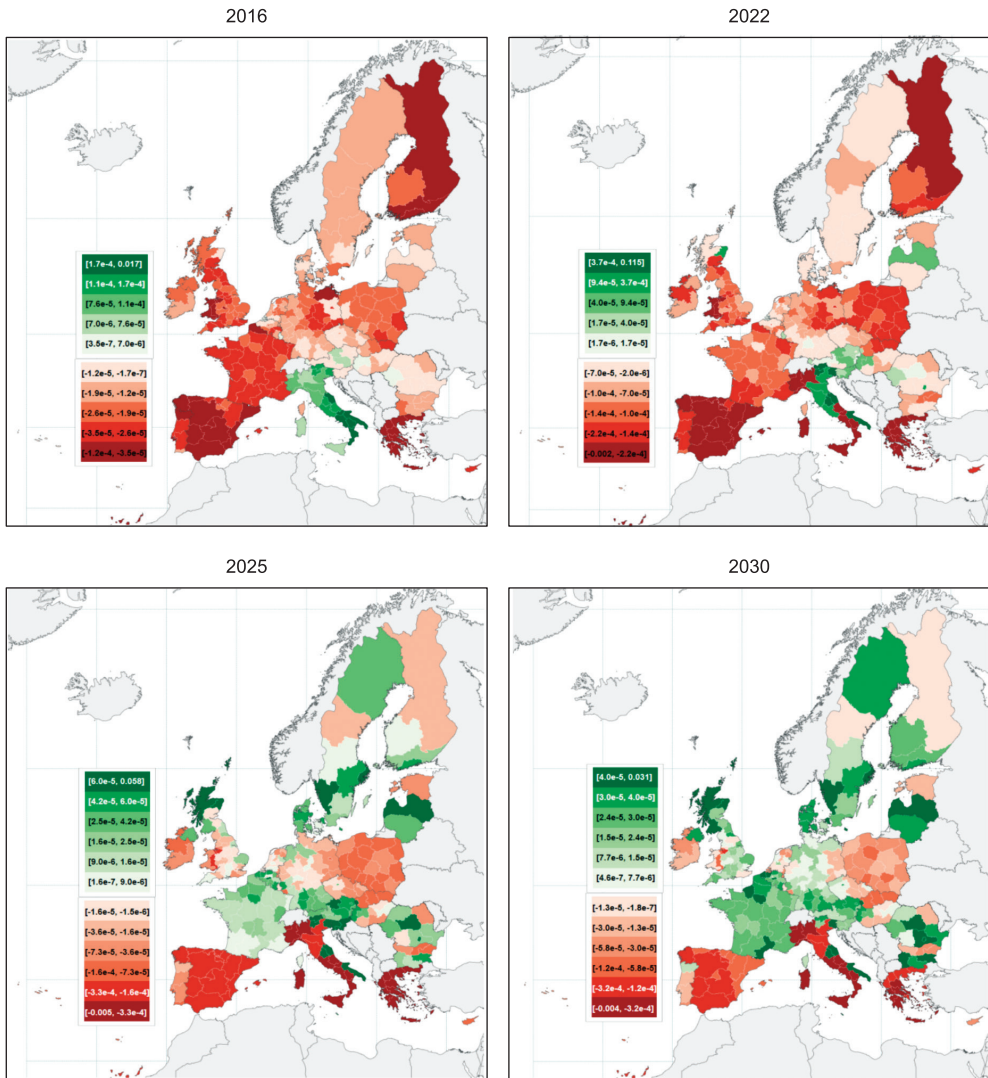 2016
2022
[1.7e-4, 0.017]
[1.1e-4, 1.7e-4]
[7.6e-5, 1.1e-4]
[7.0e-6, 7.6e-5]
[3.5e-7, 7.0e-6]
[-1.2e-5, -1.7e-7]
[-1.9e-5, -1.2e-5]
[-2.6e-5, -1.9e-5]
[-3.5e-5, -2.6e-5]
[-1.2e-4, -3.5e-5]
[3.7e-4, 0.115]
[9.4e-5, 3.7e-4]
[4.0e-5, 9.4e-5]
[1.7e-5, 4.0e-5]
[1.7e-6, 1.7e-5]
[-7.0e-5, -2.0e-6]
[-1.0e-4, -7.0e-5]
[-1.4e-4, -1.0e-4]
[-2.2e-4, -1.4e-4]
[-0.002, -2.2e-4]
2025
2030
[6.0e-5, 0.058]
[4.2e-5, 6.0e-5]
[2.5e-5, 4.2e-5]
[1.6e-5, 2.5e-5]
[9.0e-6, 1.6e-5]
[1.6e-7, 9.0e-6]
[-1.6e-5, -1.5e-6]
[-3.6e-5, -1.6e-5]
[-7.3e-5, -3.6e-5]
[-1.6e-4, -7.3e-5]
[-3.3e-4, -1.6e-4]
[-0.005, -3.3e-4]
[4.0e-5, 0.031]
[3.0e-5, 4.0e-5]
[2.4e-5, 3.0e-5]
[1.5e-5, 2.4e-5]
[7.7e-6, 1.5e-5]
[4.6e-7, 7.7e-6]
[-1.3e-5, -1.8e-7]
[-3.0e-5, -1.3e-5]
[-5.8e-5, -3.0e-5]
[-1.2e-4, -5.8e-5]
[-3.2e-4, -1.2e-4]
[-0.004, -3.2e-4]